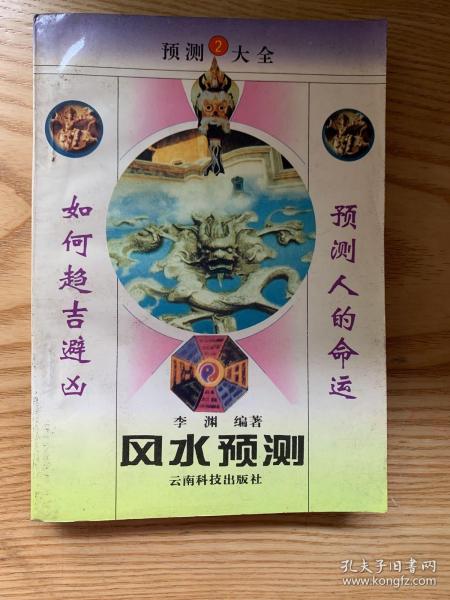 预测2大全
预测人的命运
如何趋吉避凶
李渊 编著
风水预测
云南科技出版社
孔夫子旧书网
www.kongfz.com